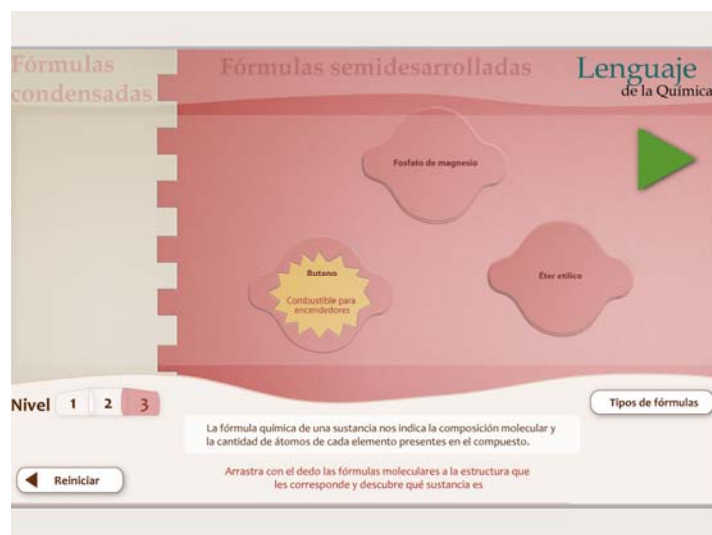 Fórmulas
condensadas
Fórmulas semidesarrolladas
Lenguaje
de la Química
Fosfato de magnesio
Butano
Combustible para
encendedores
Éter etílico
Nivel 1 2 3
Tipos de fórmulas
La fórmula química de una sustancia nos indica la composición molecular y
la cantidad de átomos de cada elemento presentes en el compuesto.
Arrastra con el dedo las fórmulas moleculares a la estructura que
les corresponde y descubre qué sustancia es
Reiniciar